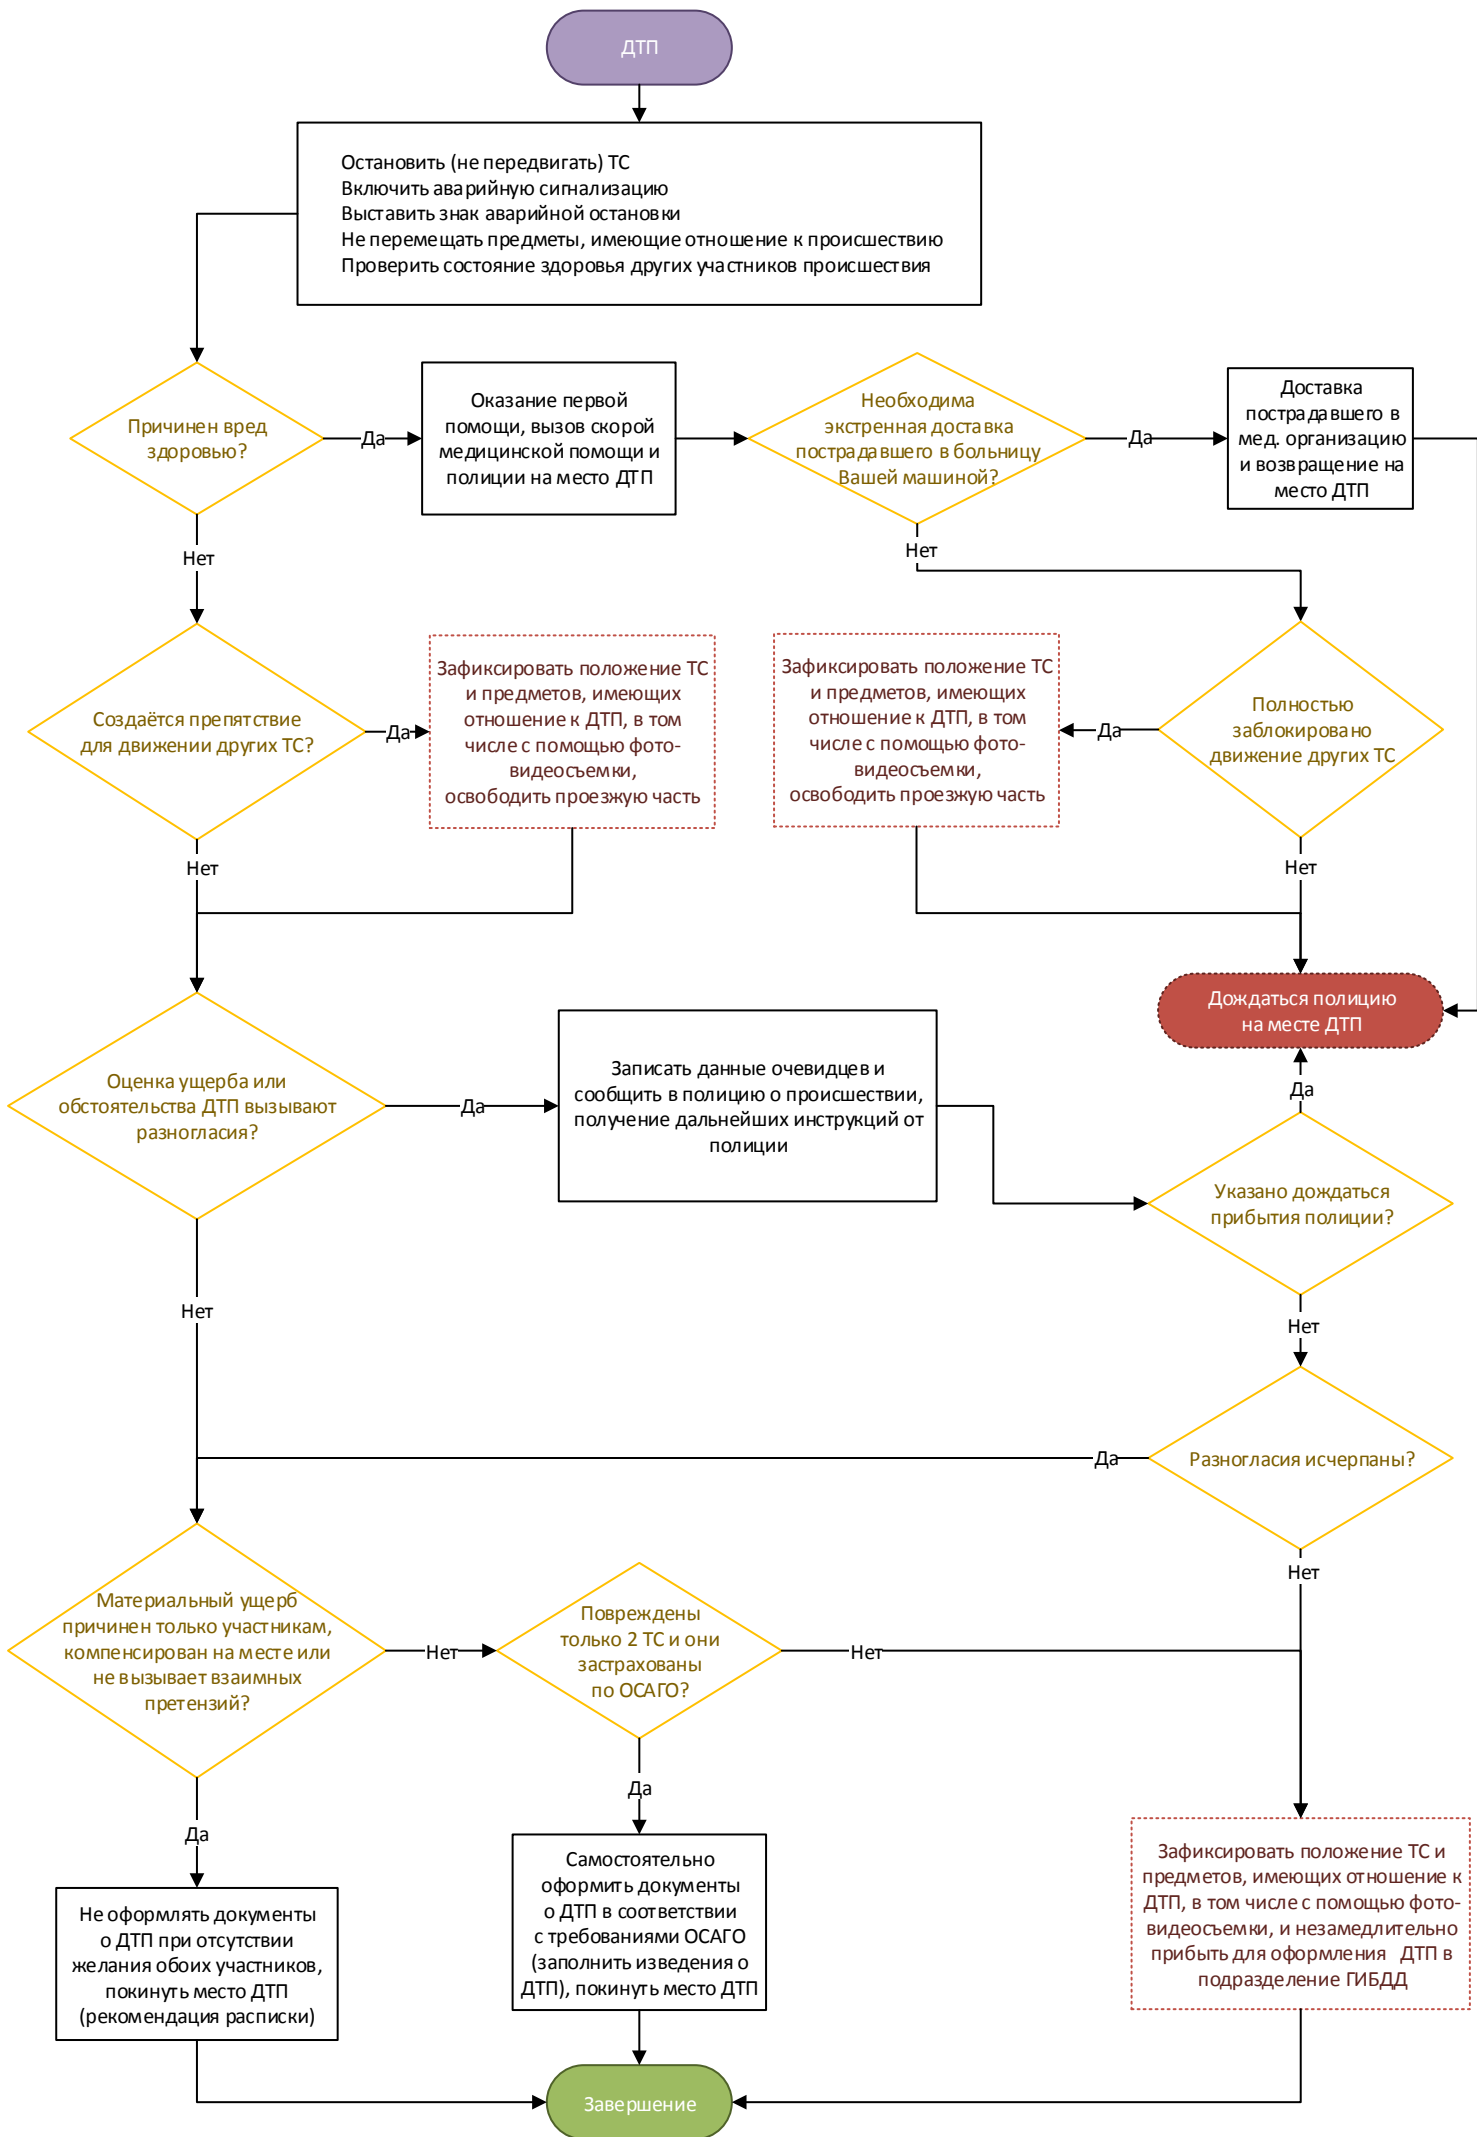 ДТП
Остановить (не передвигать) ТС
Включить аварийную сигнализацию
Выставить знак аварийной остановки
Не перемещать предметы, имеющие отношение к происшествию
Проверить состояние здоровья других участников происшествия
Причинен вред
здоровью?
Да
Оказание первой
помощи, вызов скорой
медицинской помощи и
полиции на место ДТП
Необходима
экстренная доставка
пострадавшего в больницу
Вашей машиной?
Да
Доставка
пострадавшего в
мед. организацию
и возвращение на
место ДТП
Нет
Нет
Создаётся препятствие
для движении других ТС?
Да
Зафиксировать положение ТС
и предметов, имеющих
отношение к ДТП, в том
числе с помощью фото-
видеосъемки,
освободить проезжую часть
Зафиксировать положение ТС
и предметов, имеющих
отношение к ДТП, в том
числе с помощью фото-
видеосъемки,
освободить проезжую часть
Да
Полностью
заблокировано
движение других ТС
Нет
Нет
Дождаться полицию
на месте ДТП
Оценка ущерба или
обстоятельства ДТП вызывают
разногласия?
Да
Записать данные очевидцев и
сообщить в полицию о происшествии,
получение дальнейших инструкций от
полиции
Да
Указано дождаться
прибытия полиции?
Нет
Нет
Да
Разногласия исчерпаны?
Нет
Материальный ущерб
причинен только участникам,
компенсирован на месте или
не вызывает взаимных
претензий?
Нет
Повреждены
только 2 ТС и они
застрахованы
по ОСАГО?
Нет
Да
Да
Не оформлять документы
о ДТП при отсутствии
желания обоих участников,
покинуть место ДТП
(рекомендация расписки)
Самостоятельно
оформить документы
о ДТП в соответствии
с требованиями ОСАГО
(заполнить изведения о
ДТП), покинуть место ДТП
Зафиксировать положение ТС и
предметов, имеющих отношение к
ДТП, в том числе с помощью фото-
видеосъемки, и незамедлительно
прибыть для оформления ДТП в
подразделение ГИБДД
Завершение